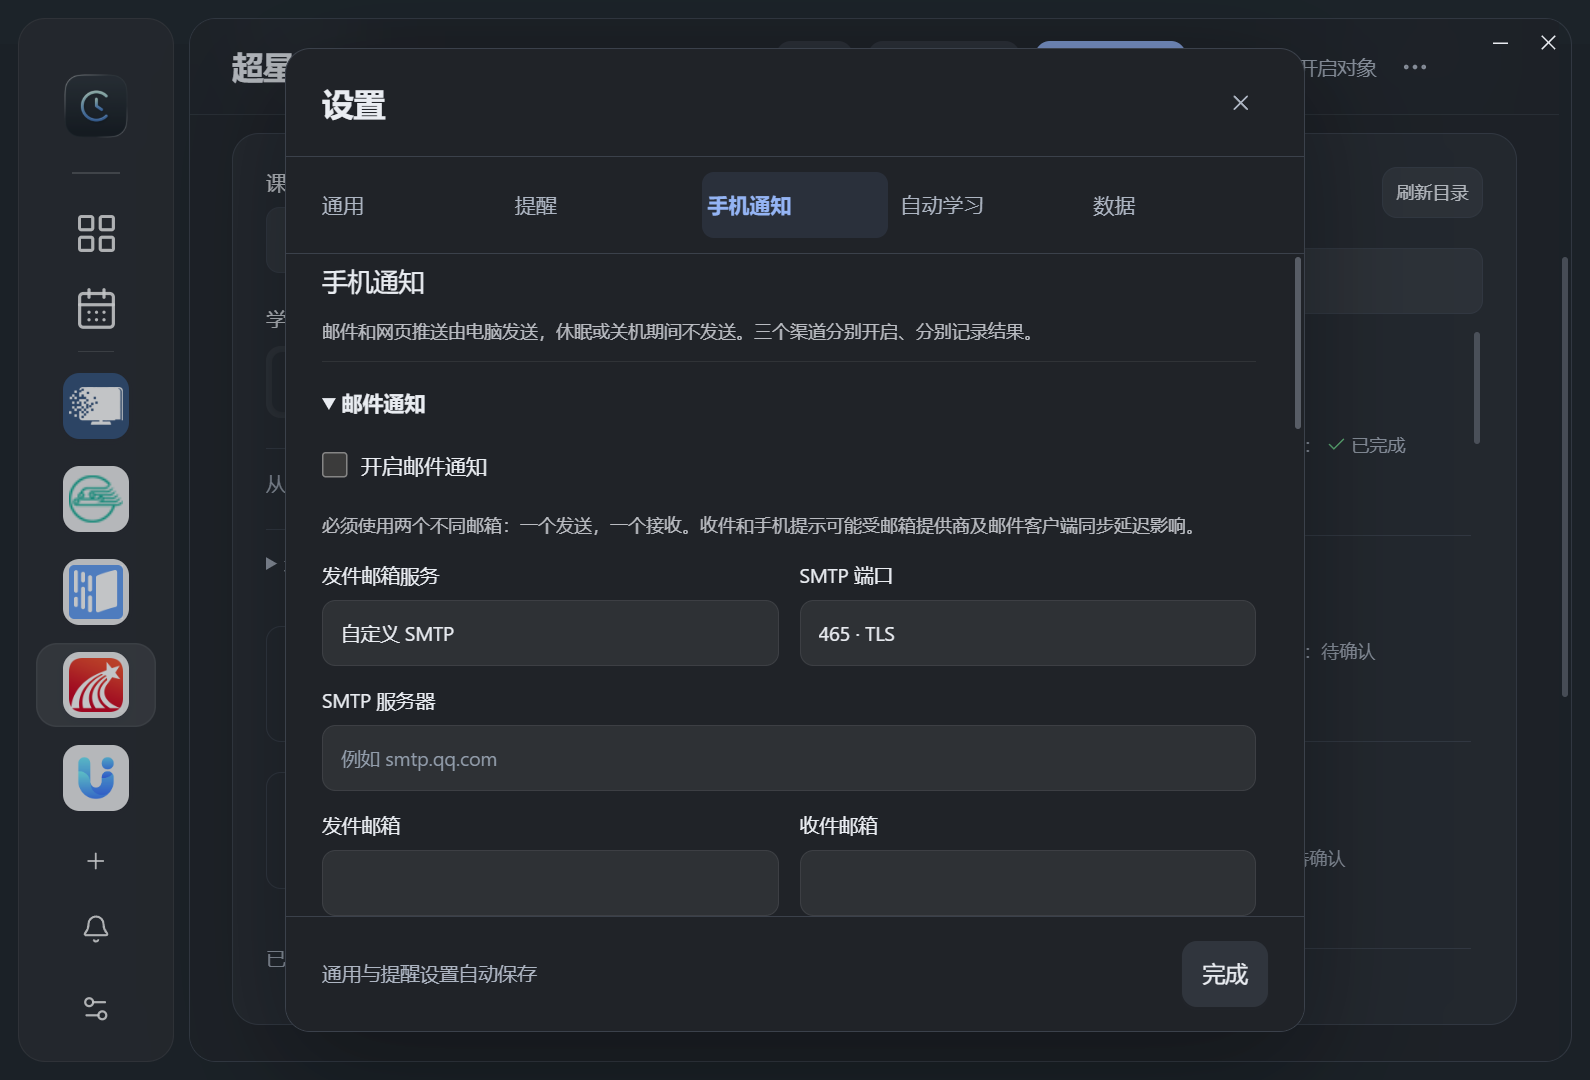 超星
开启对象
设置
刷新目录
课
通用
提醒
手机通知
自动学习
数据
手机通知
邮件和网页推送由电脑发送，休眠或关机期间不发送。三个渠道分别开启、分别记录结果。
学
邮件通知
已完成
开启邮件通知
从
必须使用两个不同邮箱：一个发送，一个接收。收件和手机提示可能受邮箱提供商及邮件客户端同步延迟影响。
发件邮箱服务
SMTP 端口
自定义 SMTP
465 · TLS
：待确认
SMTP 服务器
例如 smtp.qq.com
发件邮箱
收件邮箱
确认
已
通用与提醒设置自动保存
完成